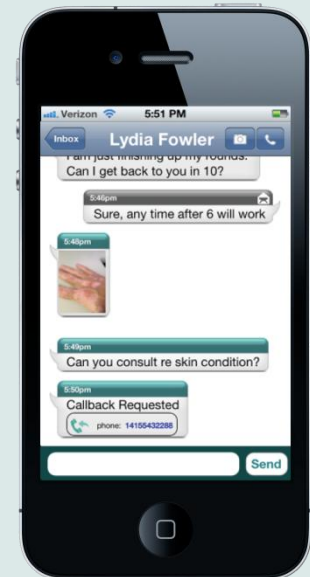 Verizon 5:51 PM
Inbox Lydia Fowler
I am just finishing up my rounds.
Can I get back to you in 10?
5:46pm
Sure, any time after 6 will work
5:48pm
5:49pm
Can you consult re skin condition?
5:50pm
Callback Requested
phone: 14155432288
Send